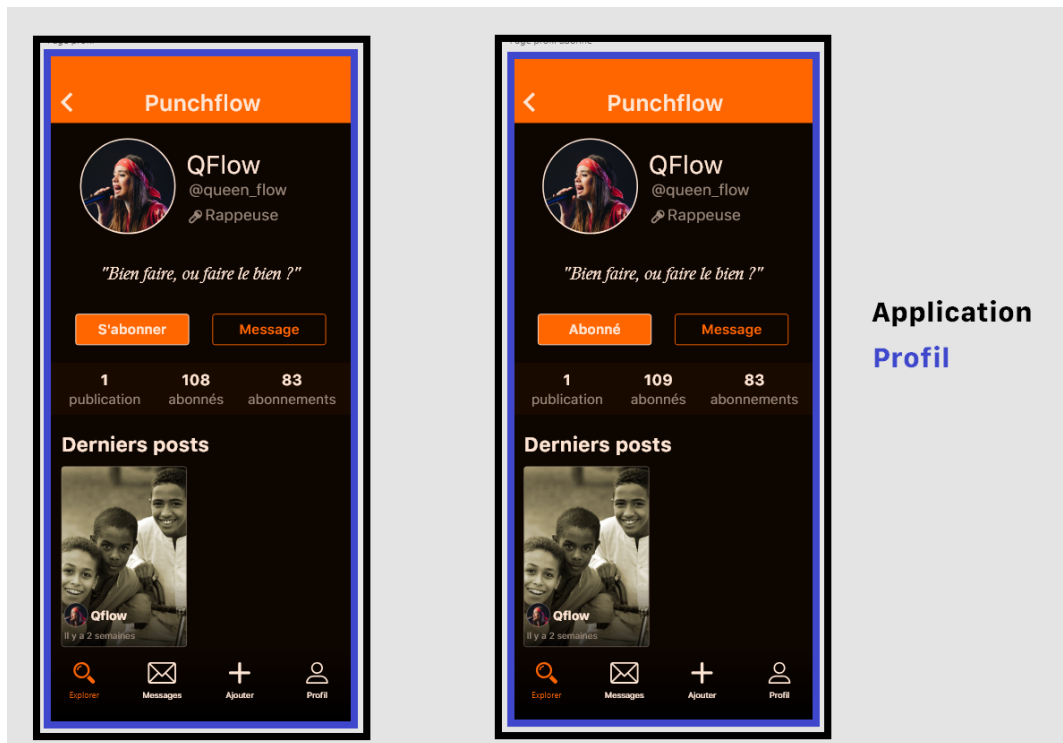 Punchflow
QFlow
@queen_flow
Rappeuse
"Bien faire, ou faire le bien ?"
S'abonner Message
1 108 83
publication abonnés abonnements
Derniers posts
Qflow
Il y a 2 semaines
Explorer Messages Ajouter Profil
Punchflow
QFlow
@queen_flow
Rappeuse
"Bien faire, ou faire le bien ?"
Abonné Message
1 109 83
publication abonnés abonnements
Derniers posts
Qflow
Il y a 2 semaines
Explorer Messages Ajouter Profil
Application
Profil